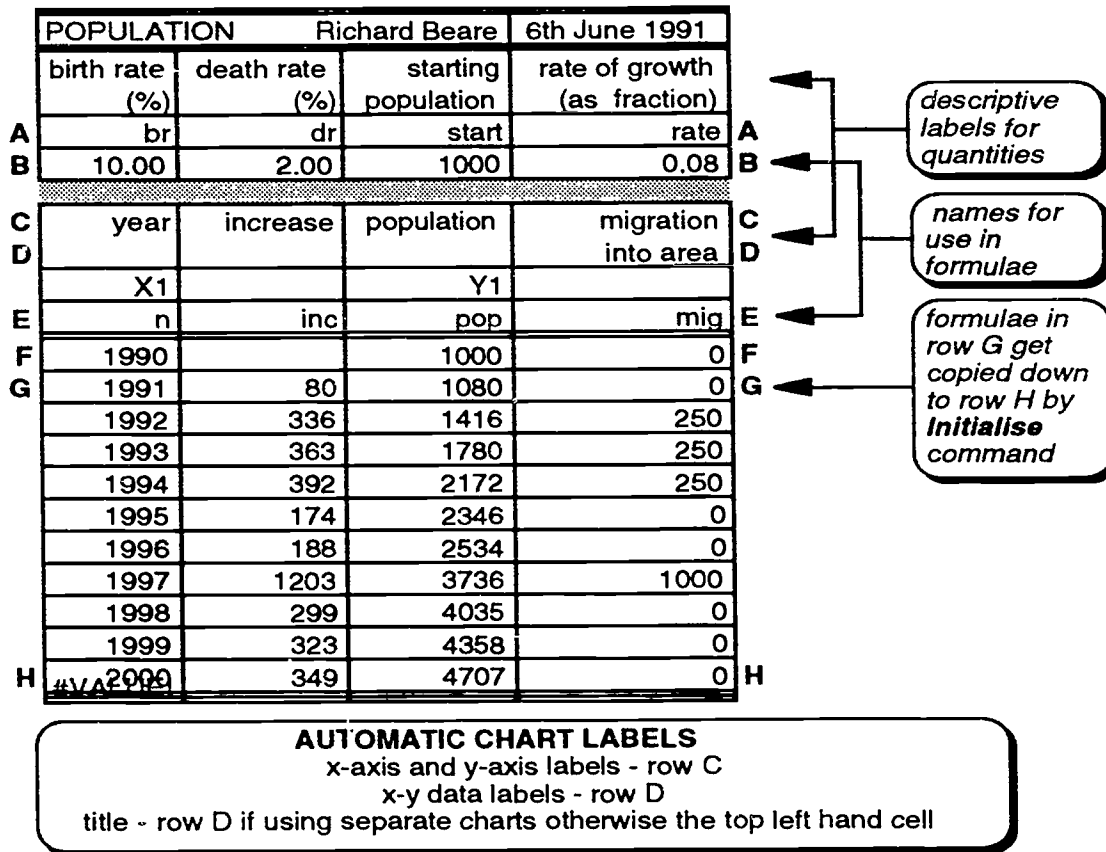 POPULATION Richard Beare 6th June 1991
birth rate death rate starting rate of growth
(%) (%) population (as fraction)
A br dr start rate A
B 10.00 2.00 1000 0.08 B
C year increase population migration C
D into area D
X1 Y1
E n inc pop mig E
F 1990 1000 0 F
G 1991 80 1080 0 G
1992 336 1416 250
1993 363 1780 250
1994 392 2172 250
1995 174 2346 0
1996 188 2534 0
1997 1203 3736 1000
1998 299 4035 0
1999 323 4358 0
H 2000 349 4707 0 H
descriptive
labels for
quantities
names for
use in
formulae
formulae in
row G get
copied down
to row H by
Initialise
command
AUTOMATIC CHART LABELS
x-axis and y-axis labels - row C
x-y data labels - row D
title - row D if using separate charts otherwise the top left hand cell